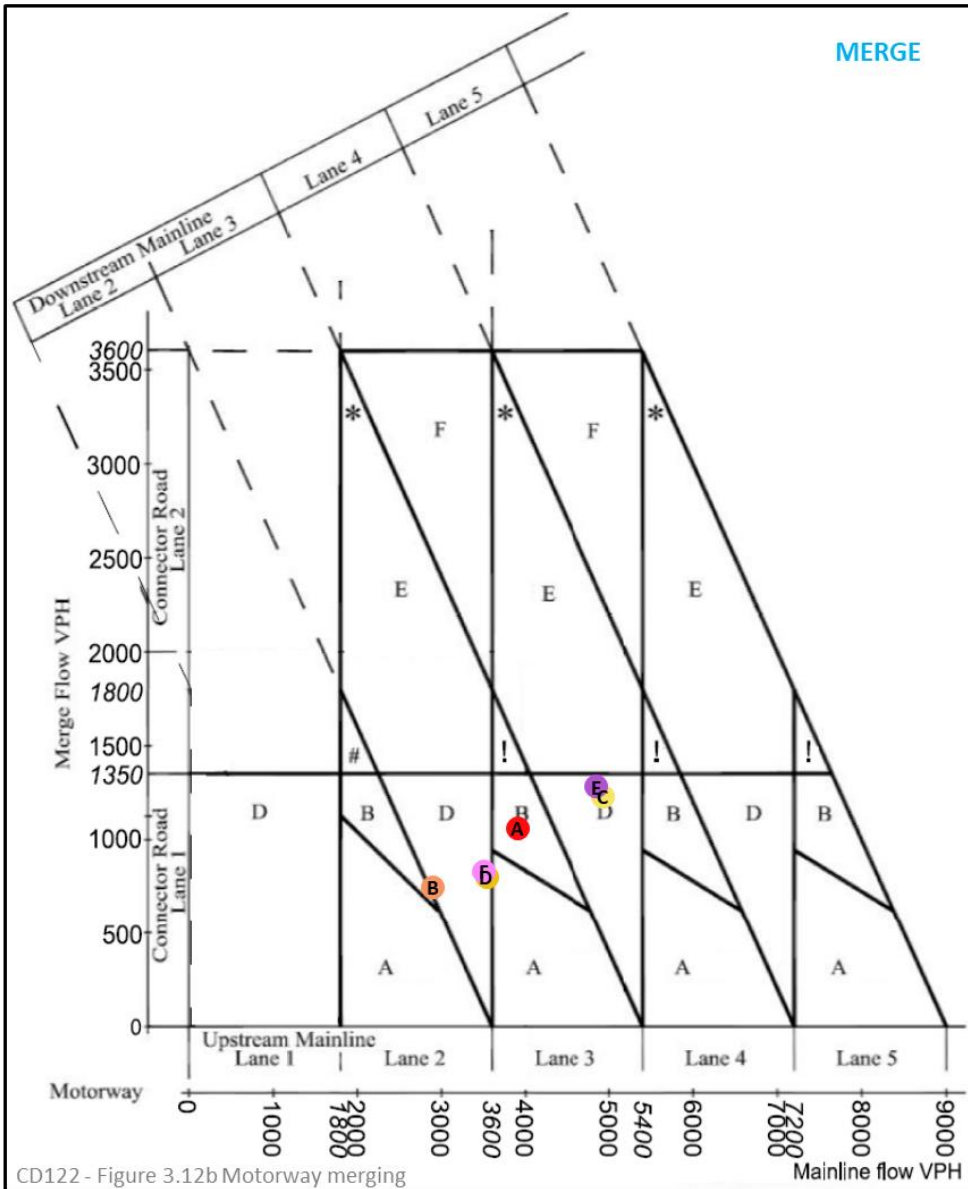 MERGE
Lane 5
Lane 4
Downstream Mainline
Lane 3
Lane 2
3600
3500
* * *
F F
3000
Connector Road
Lane 2
2500
E E E
Merge Flow VPH
2000
1800
1500
# ! ! !
1350
E
C
D B D B D B D B
A
1000
Connector Road
Lane 1
F
D
B
500
A A A A
0
Upstream Mainline
Lane 1 Lane 2 Lane 3 Lane 4 Lane 5
Motorway
0 1000 1800 2000 3000 3600 4000 5000 5400 6000 7000 7200 8000 9000
Mainline flow VPH
CD122 - Figure 3.12b Motorway merging